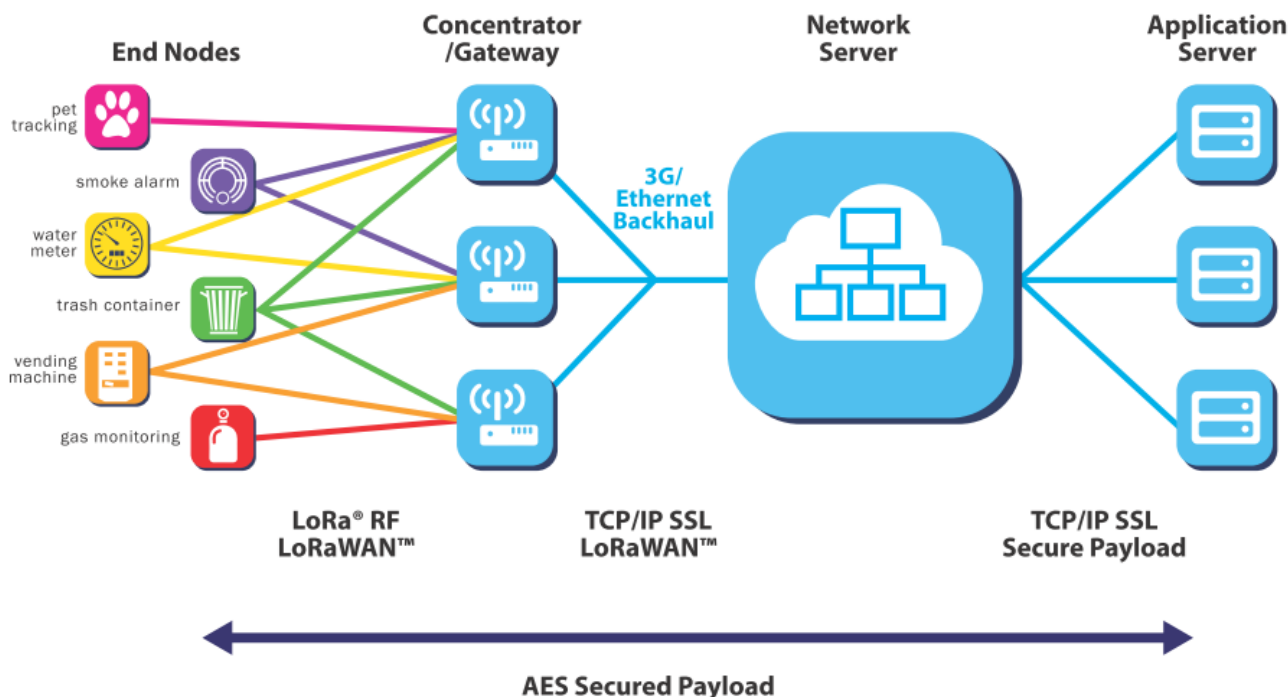 End Nodes
Concentrator
/Gateway
Network
Server
Application
Server
pet
tracking
smoke alarm
water
meter
trash container
vending
machine
gas monitoring
3G/
Ethernet
Backhaul
LoRa® RF
LoRaWAN™
TCP/IP SSL
LoRaWAN™
TCP/IP SSL
Secure Payload
AES Secured Payload